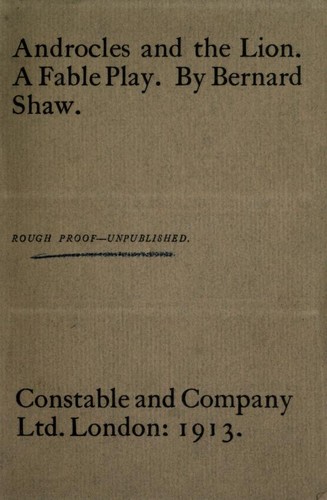 Androcles and the Lion.
A Fable Play. By Bernard
Shaw.
ROUGH PROOF—UNPUBLISHED.
Constable and Company
Ltd. London: 1913.